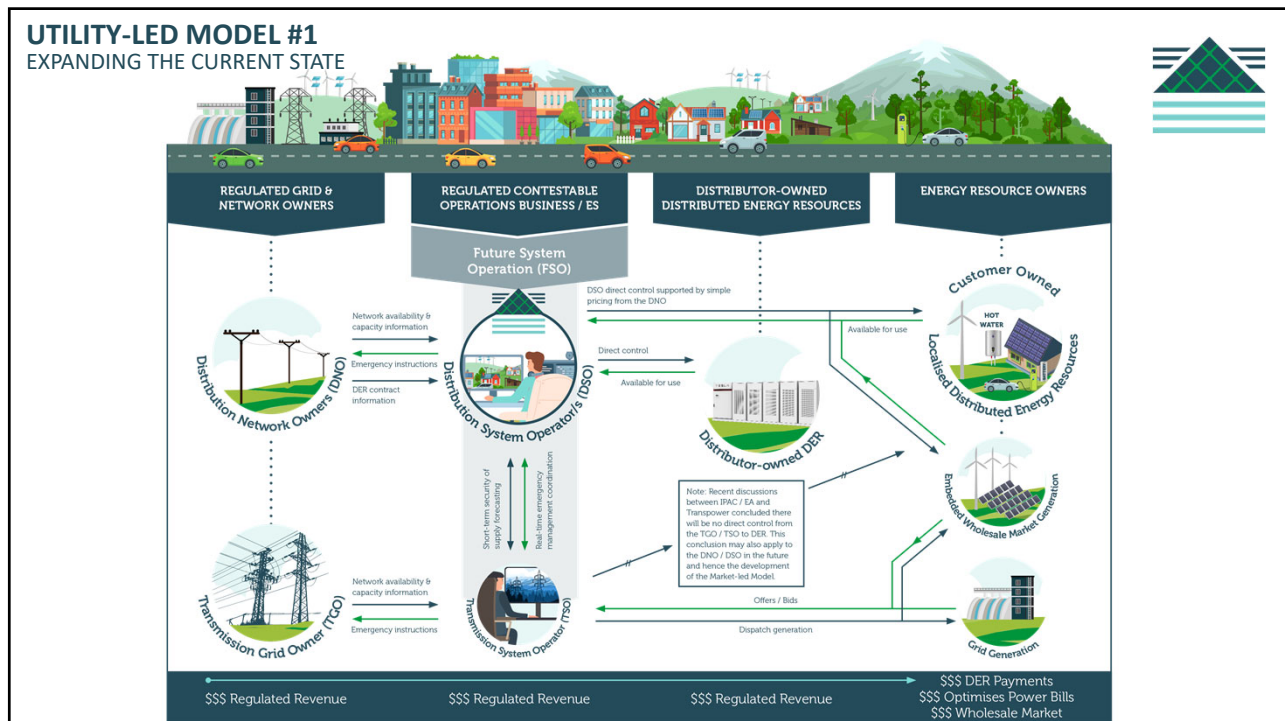 UTILITY-LED MODEL #1
EXPANDING THE CURRENT STATE
REGULATED GRID &
NETWORK OWNERS
REGULATED CONTESTABLE
OPERATIONS BUSINESS / ES
DISTRIBUTOR-OWNED
DISTRIBUTED ENERGY RESOURCES
ENERGY RESOURCE OWNERS
Future System
Operation (FSO)
Network availability &
capacity information
Emergency instructions
DER contract
information
Distribution Network Owners (DNO)
Distribution System Operator/s (DSO)
DSO direct control supported by simple
pricing from the DNO
Available for use
Direct control
Available for use
Distributor-owned DER
Customer Owned
HOT
WATER
Localised Distributed Energy Resources
Short-term security of
supply forecasting
Real-time emergency
management coordination
Note: Recent discussions
between IPAC / EA and
Transpower concluded there
will be no direct control from
the TGO / TSO to DER. This
conclusion may also apply to
the DNO / DSO in the future
and hence the development
of the Market-led Model.
Embedded Wholesale Market Generation
Network availability &
capacity information
Emergency instructions
Transmission Grid Owner (TGO)
Transmission System Operator (TSO)
Offers / Bids
Dispatch generation
Grid Generation
$$$ Regulated Revenue
$$$ Regulated Revenue
$$$ Regulated Revenue
$$$ DER Payments
$$$ Optimises Power Bills
$$$ Wholesale Market